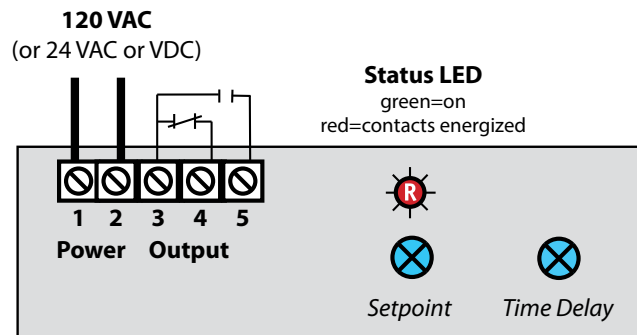 120 VAC
(or 24 VAC or VDC)
Status LED
green=on
red=contacts energized
R
1 2 3 4 5
Power Output
Setpoint Time Delay